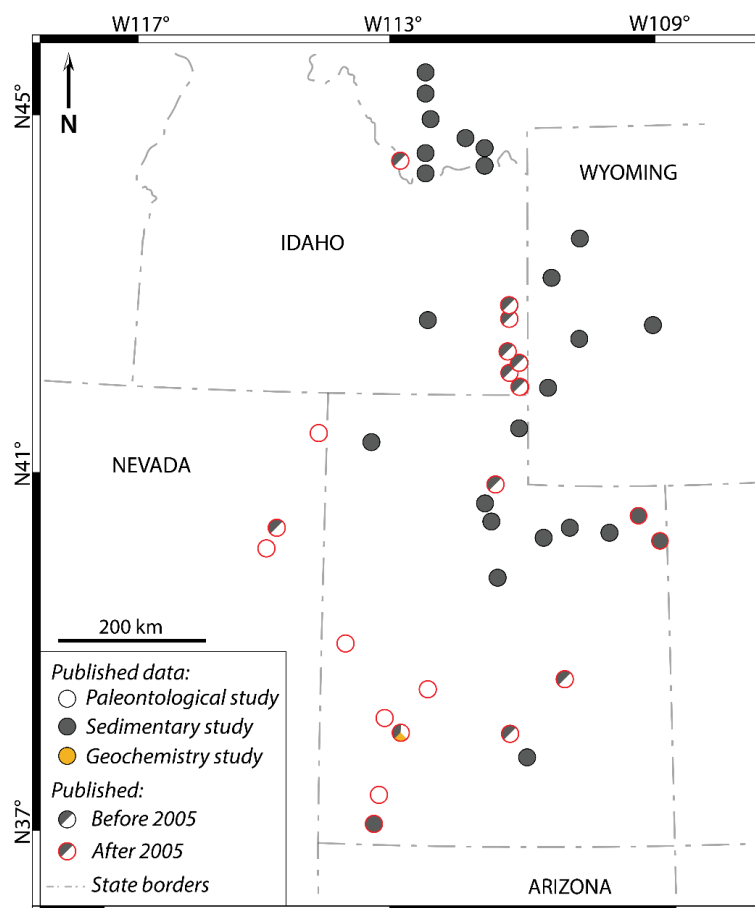 W117° W113° W109°
N45°
N
WYOMING
IDAHO
N41°
NEVADA
200 km
Published data:
Paleontological study
Sedimentary study
Geochemistry study
Published:
Before 2005
After 2005
State borders
N37°
ARIZONA